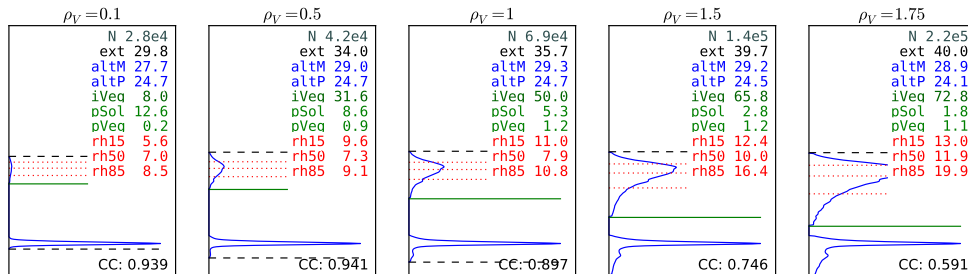 ρ_V = 0.1
N 2.8e4
ext 29.8
altM 27.7
altP 24.7
iVeg 8.0
pSol 12.6
pVeg 0.2
rh15 5.6
rh50 7.0
rh85 8.5
CC: 0.939
ρ_V = 0.5
N 4.2e4
ext 34.0
altM 29.0
altP 24.7
iVeg 31.6
pSol 8.6
pVeg 0.9
rh15 9.6
rh50 7.3
rh85 9.1
CC: 0.941
ρ_V = 1
N 6.9e4
ext 35.7
altM 29.3
altP 24.7
iVeg 50.0
pSol 5.3
pVeg 1.2
rh15 11.0
rh50 7.9
rh85 10.8
CC: 0.897
ρ_V = 1.5
N 1.4e5
ext 39.7
altM 29.2
altP 24.5
iVeg 65.8
pSol 2.8
pVeg 1.2
rh15 12.4
rh50 10.0
rh85 16.4
CC: 0.746
ρ_V = 1.75
N 2.2e5
ext 40.0
altM 28.9
altP 24.1
iVeg 72.8
pSol 1.8
pVeg 1.1
rh15 13.0
rh50 11.9
rh85 19.9
CC: 0.591